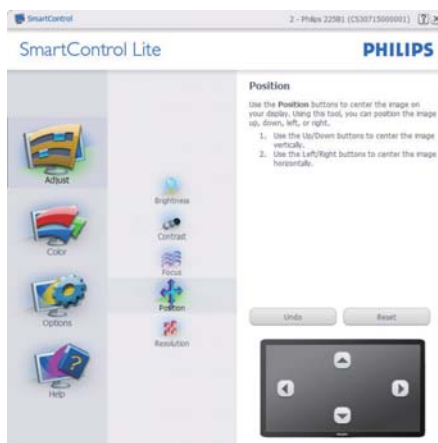 SmartControl
2 - Philips 225B1 (CS30715000001)
SmartControl Lite
PHILIPS
Adjust
Color
Options
Help
Brightness
Contrast
Focus
Position
Resolution
Position
Use the Position buttons to center the image on
your display. Using this tool, you can position the image
up, down, left, or right.
1. Use the Up/Down buttons to center the image
vertically.
2. Use the Left/Right buttons to center the image
horizontally.
Undo
Reset